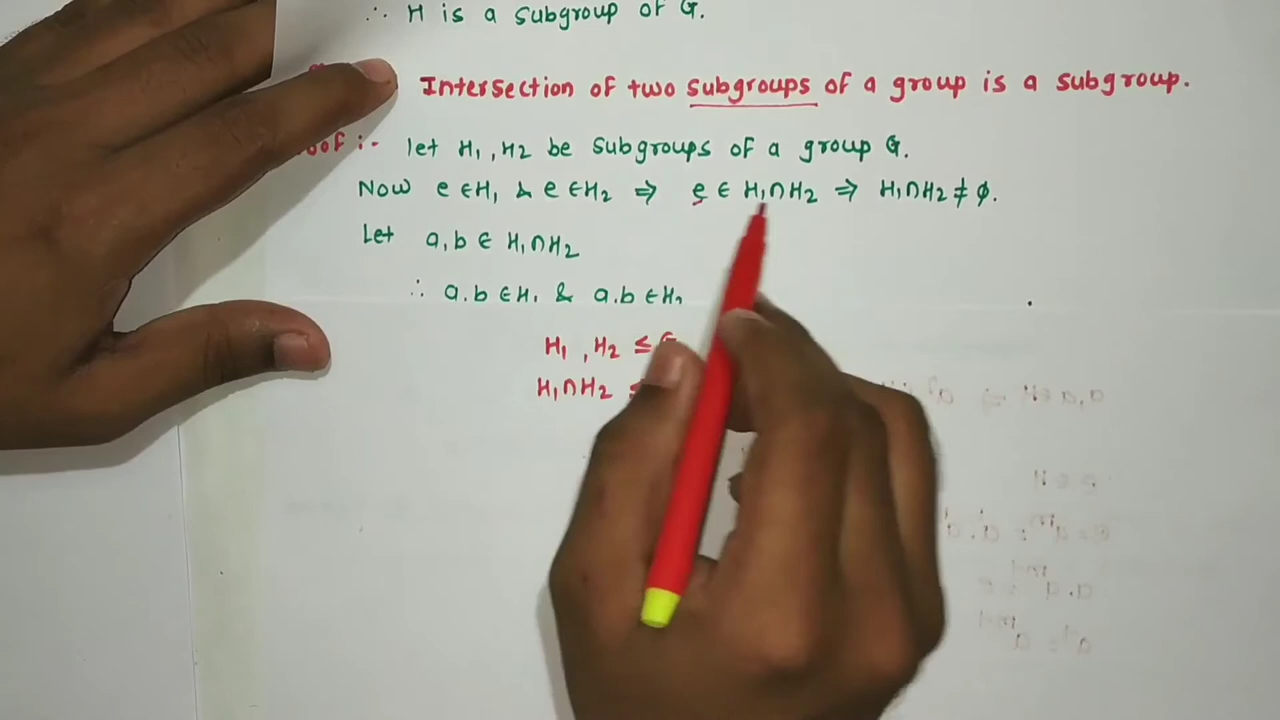 ∴ H is a subgroup of G.
Intersection of two subgroups of a group is a subgroup.
let H₁, H₂ be subgroups of a group G.
Now e ∈ H₁ & e ∈ H₂ ⇒ e ∈ H₁∩H₂ ⇒ H₁∩H₂ ≠ ϕ.
Let a,b ∈ H₁∩H₂
∴ a.b ∈ H₁ & a.b ∈ H₂
H₁ , H₂ ≤ G
H₁∩H₂ ≤